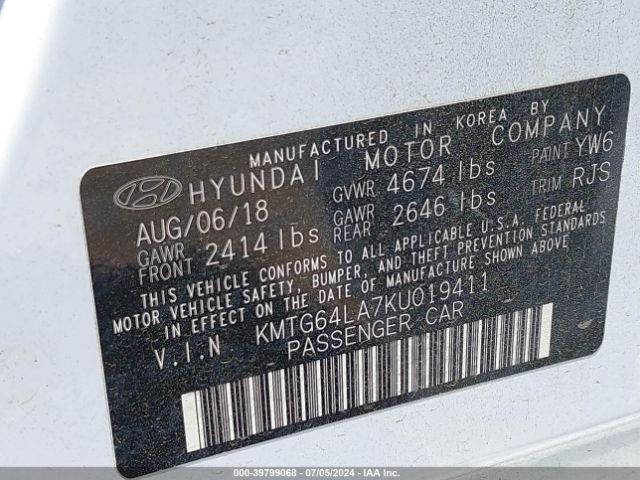 MANUFACTURED IN KOREA BY
HYUNDAI MOTOR COMPANY
AUG/06/18 GVWR 4674 lbs PAINT YW6
GAWR FRONT 2414 lbs GAWR REAR 2646 lbs TRIM RJS
THIS VEHICLE CONFORMS TO ALL APPLICABLE U.S.A. FEDERAL
MOTOR VEHICLE SAFETY, BUMPER, AND THEFT PREVENTION STANDARDS
IN EFFECT ON THE DATE OF MANUFACTURE SHOWN ABOVE
V.I.N KMTG64LA7KU019411
PASSENGER CAR
000-39799068 - 07/05/2024 - IAA Inc.